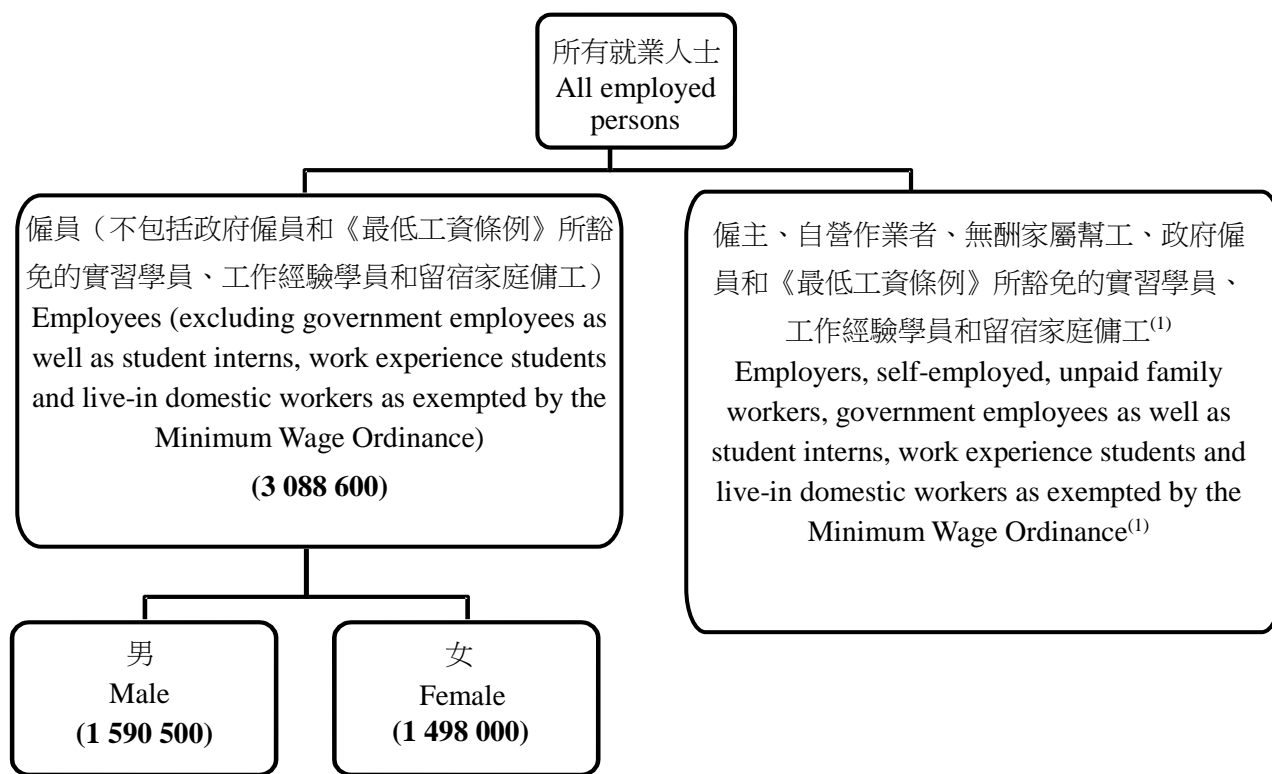 所有就業人士
All employed
persons
僱員（不包括政府僱員和《最低工資條例》所豁
免的實習學員、工作經驗學員和留宿家庭傭工）
Employees (excluding government employees as
well as student interns, work experience students
and live-in domestic workers as exempted by the
Minimum Wage Ordinance)
(3 088 600)
僱主、自營作業者、無酬家屬幫工、政府僱
員和《最低工資條例》所豁免的實習學員、
工作經驗學員和留宿家庭傭工(1)
Employers, self-employed, unpaid family
workers, government employees as well as
student interns, work experience students and
live-in domestic workers as exempted by the
Minimum Wage Ordinance(1)
男
Male
(1 590 500)
女
Female
(1 498 000)